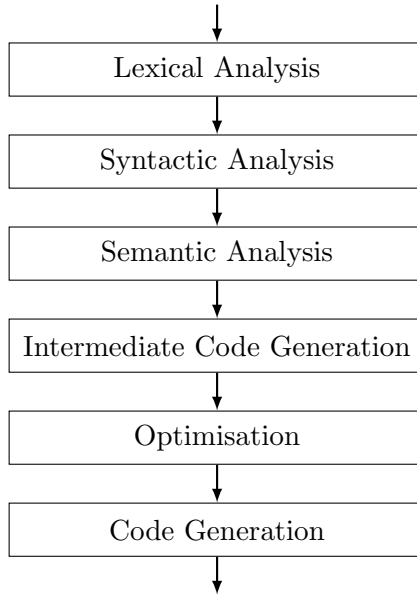 Lexical Analysis
Syntactic Analysis
Semantic Analysis
Intermediate Code Generation
Optimisation
Code Generation